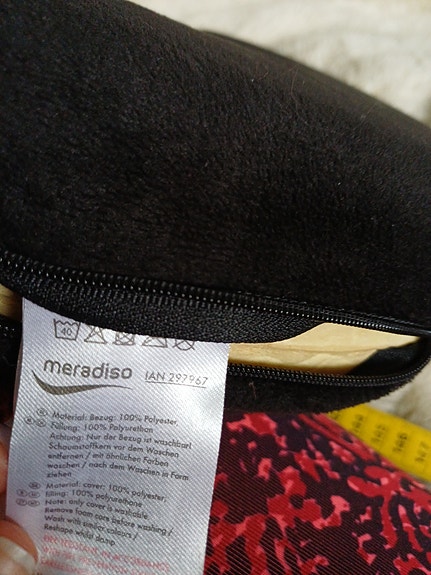 40
meradiso IAN 297967
Material: Bezug: 100% Polyester
Füllung: 100% Polyurethan
Achtung: Nur der Bezug ist waschbar
Schaumstoffkern vor dem Waschen
entfernen / mit ähnlichen Farben
waschen / nach dem Waschen in Form
ziehen
Material: cover: 100% polyester,
filling: 100% polyurethane
Note: only cover is washable
Remove foam core before washing /
Wash with similar colours /
Reshape whilst damp